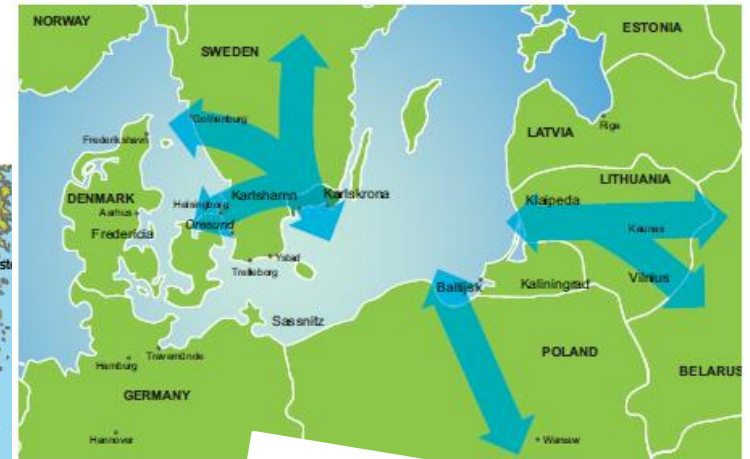 NORWAY
ESTONIA
SWEDEN
Gothenburg
Riga
Frederikshavn
LATVIA
LITHUANIA
DENMARK
Helsingborg
Karlshamn
Karlskrona
Klaipeda
Aarhus
Öresund
Kaunas
Fredericia
Ystad
Trelleborg
Baltijsk
Kaliningrad
Vilnius
Sassnitz
POLAND
Travemünde
Hamburg
BELARUS
GERMANY
Hannover
Warsaw